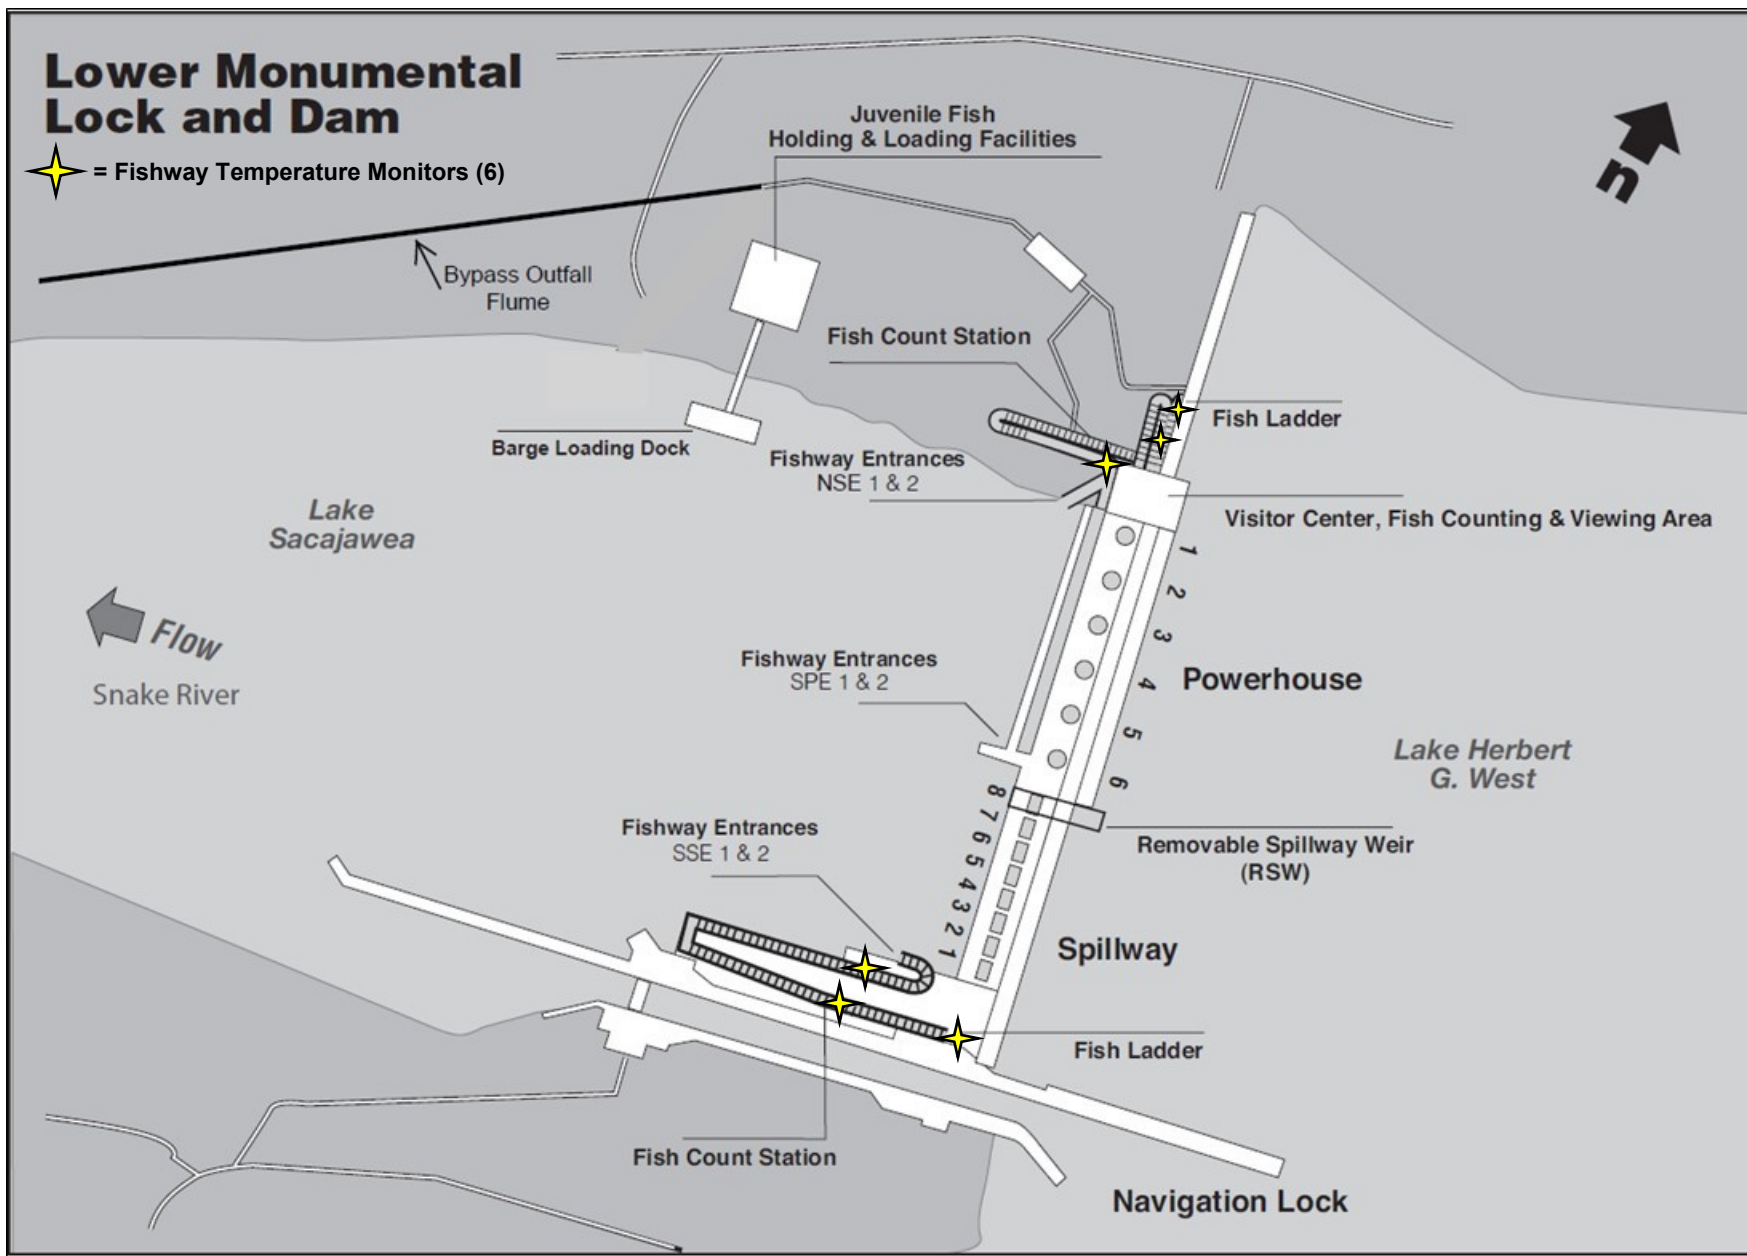 Lower Monumental
Lock and Dam
= Fishway Temperature Monitors (6)
Juvenile Fish
Holding & Loading Facilities
n
Bypass Outfall
Flume
Fish Count Station
Fish Ladder
Barge Loading Dock
Fishway Entrances
NSE 1 & 2
Visitor Center, Fish Counting & Viewing Area
Lake
Sacajawea
1
2
3
4
5
6
Flow
Snake River
Fishway Entrances
SPE 1 & 2
Powerhouse
Lake Herbert
G. West
8
7
6
5
4
3
2
1
Fishway Entrances
SSE 1 & 2
Removable Spillway Weir
(RSW)
Spillway
Fish Ladder
Fish Count Station
Navigation Lock